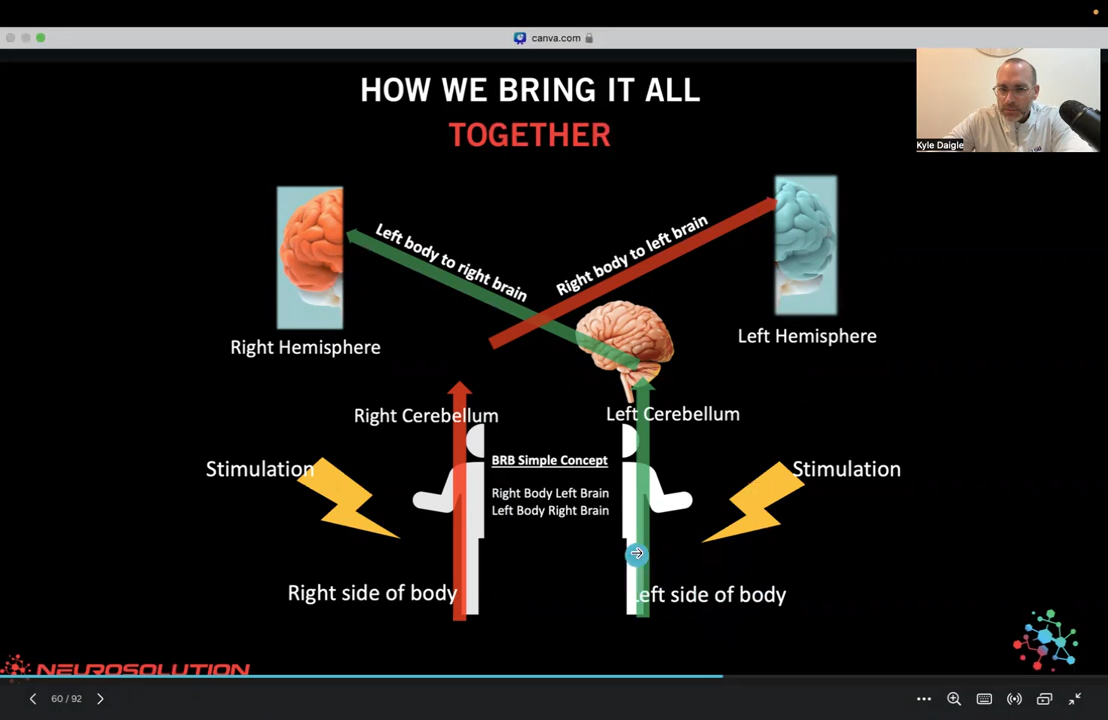 canva.com
HOW WE BRING IT ALL
TOGETHER
Kyle Daigle
Left body to right brain
Right body to left brain
Right Hemisphere
Left Hemisphere
Right Cerebellum
Left Cerebellum
Stimulation
BRB Simple Concept
Right Body Left Brain
Left Body Right Brain
Stimulation
Right side of body
Left side of body
NEUROSOLUTION
60 / 92